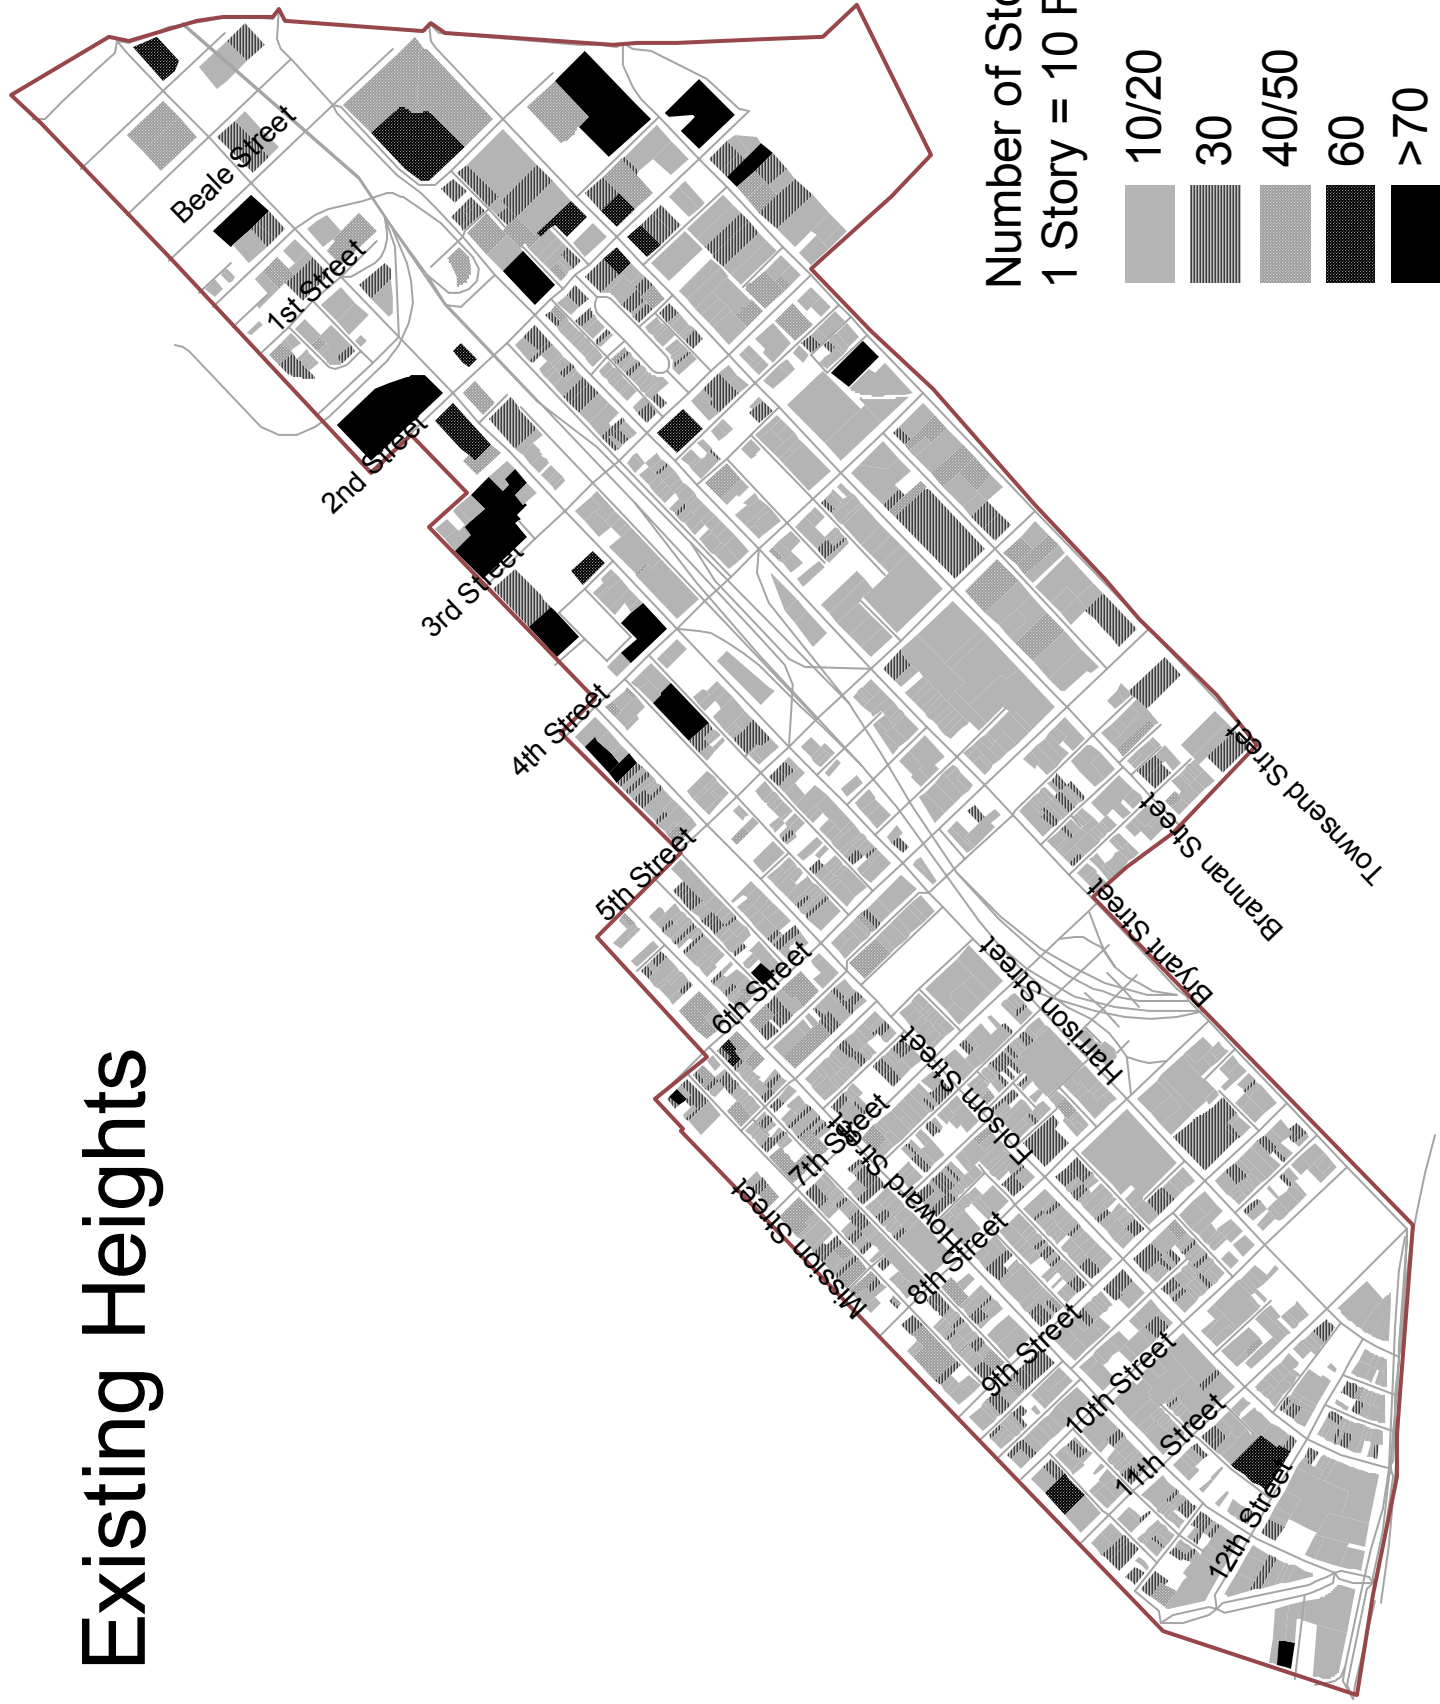 Existing Heights
Beale Street
1st Street
2nd Street
3rd Street
4th Street
5th Street
6th Street
7th Street
8th Street
9th Street
10th Street
11th Street
12th Street
Mission Street
Howard Street
Folsom Street
Harrison Street
Bryant Street
Brannan Street
Townsend Street
Number of
1 Story = 10
10/20
30
40/50
60
>70